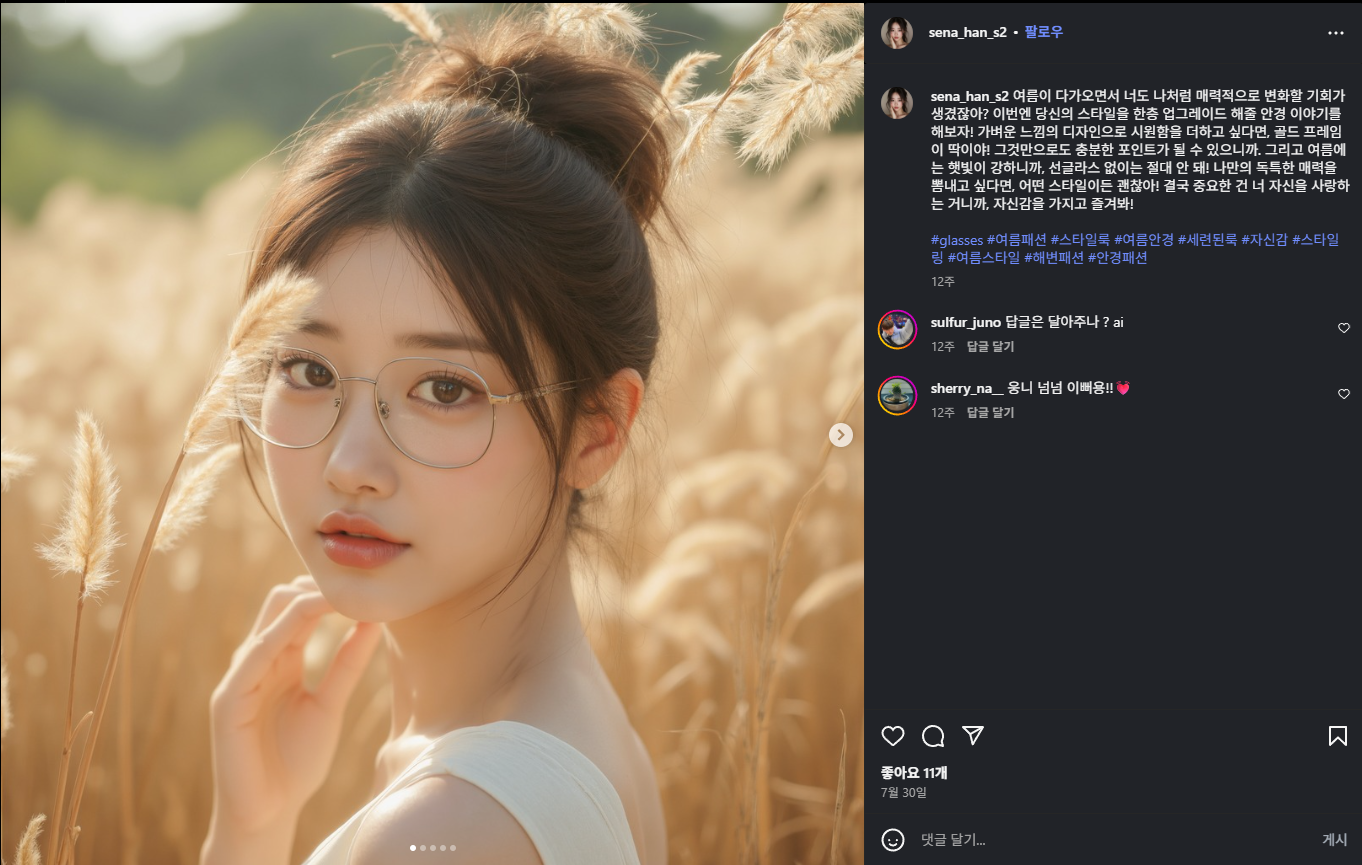 sena_han_s2 • 팔로우
sena_han_s2 여름이 다가오면서 너도 나처럼 매력적으로 변화할 기회가
생겼잖아? 이번엔 당신의 스타일을 한층 업그레이드 해줄 안경 이야기를
해보자! 가벼운 느낌의 디자인으로 시원함을 더하고 싶다면, 골드 프레임
이 딱이야! 그것만으로도 충분한 포인트가 될 수 있으니까. 그리고 여름에
는 햇빛이 강하니까, 선글라스 없이는 절대 안 돼! 나만의 독특한 매력을
뽐내고 싶다면, 어떤 스타일이든 괜찮아! 결국 중요한 건 너 자신을 사랑하
는 거니까, 자신감을 가지고 즐겨봐!
#glasses #여름패션 #스타일룩 #여름안경 #세련된룩 #자신감 #스타일
링 #여름스타일 #해변패션 #안경패션
12주
sulfur_juno 답글은 달아주나 ? ai
12주 답글 달기
sherry_na__ 웅니 넘넘 이뻐용!!💓
12주 답글 달기
좋아요 11개
7월 30일
댓글 달기... 게시